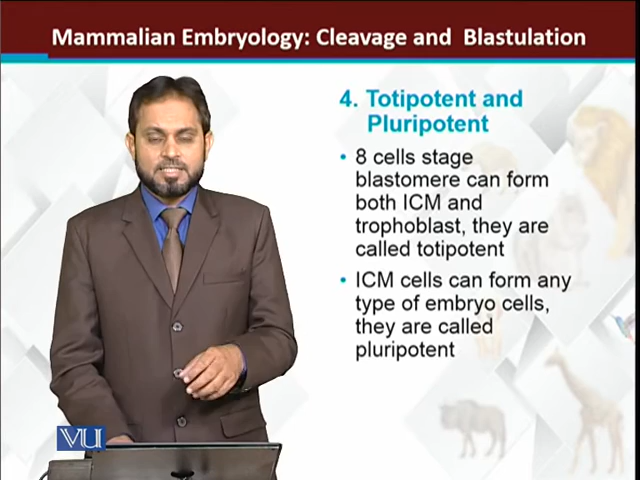 Mammalian Embryology: Cleavage and Blastulation
4. Totipotent and
Pluripotent
• 8 cells stage
blastomere can form
both ICM and
trophoblast, they are
called totipotent
• ICM cells can form any
type of embryo cells,
they are called
pluripotent
VU